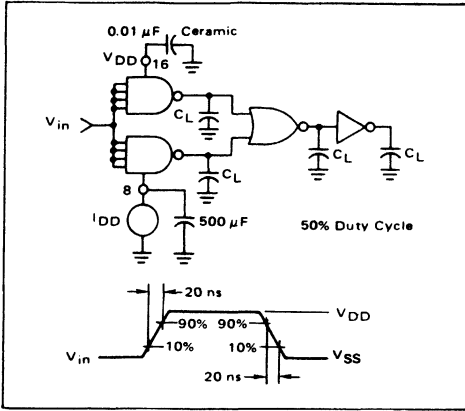 0.01 µF Ceramic
VDD 16
Vin
CL
CL
CL
CL
8
IDD
500 µF
50% Duty Cycle
20 ns
VDD
90% 90%
10% 10%
Vin
VSS
20 ns